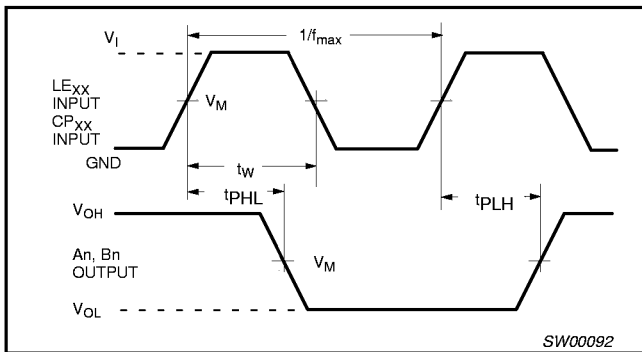 V_I
1/f_max
LE_XX
INPUT
V_M
CP_XX
INPUT
GND
t_W
t_PHL
t_PLH
V_OH
An, Bn
OUTPUT
V_M
V_OL
SW00092